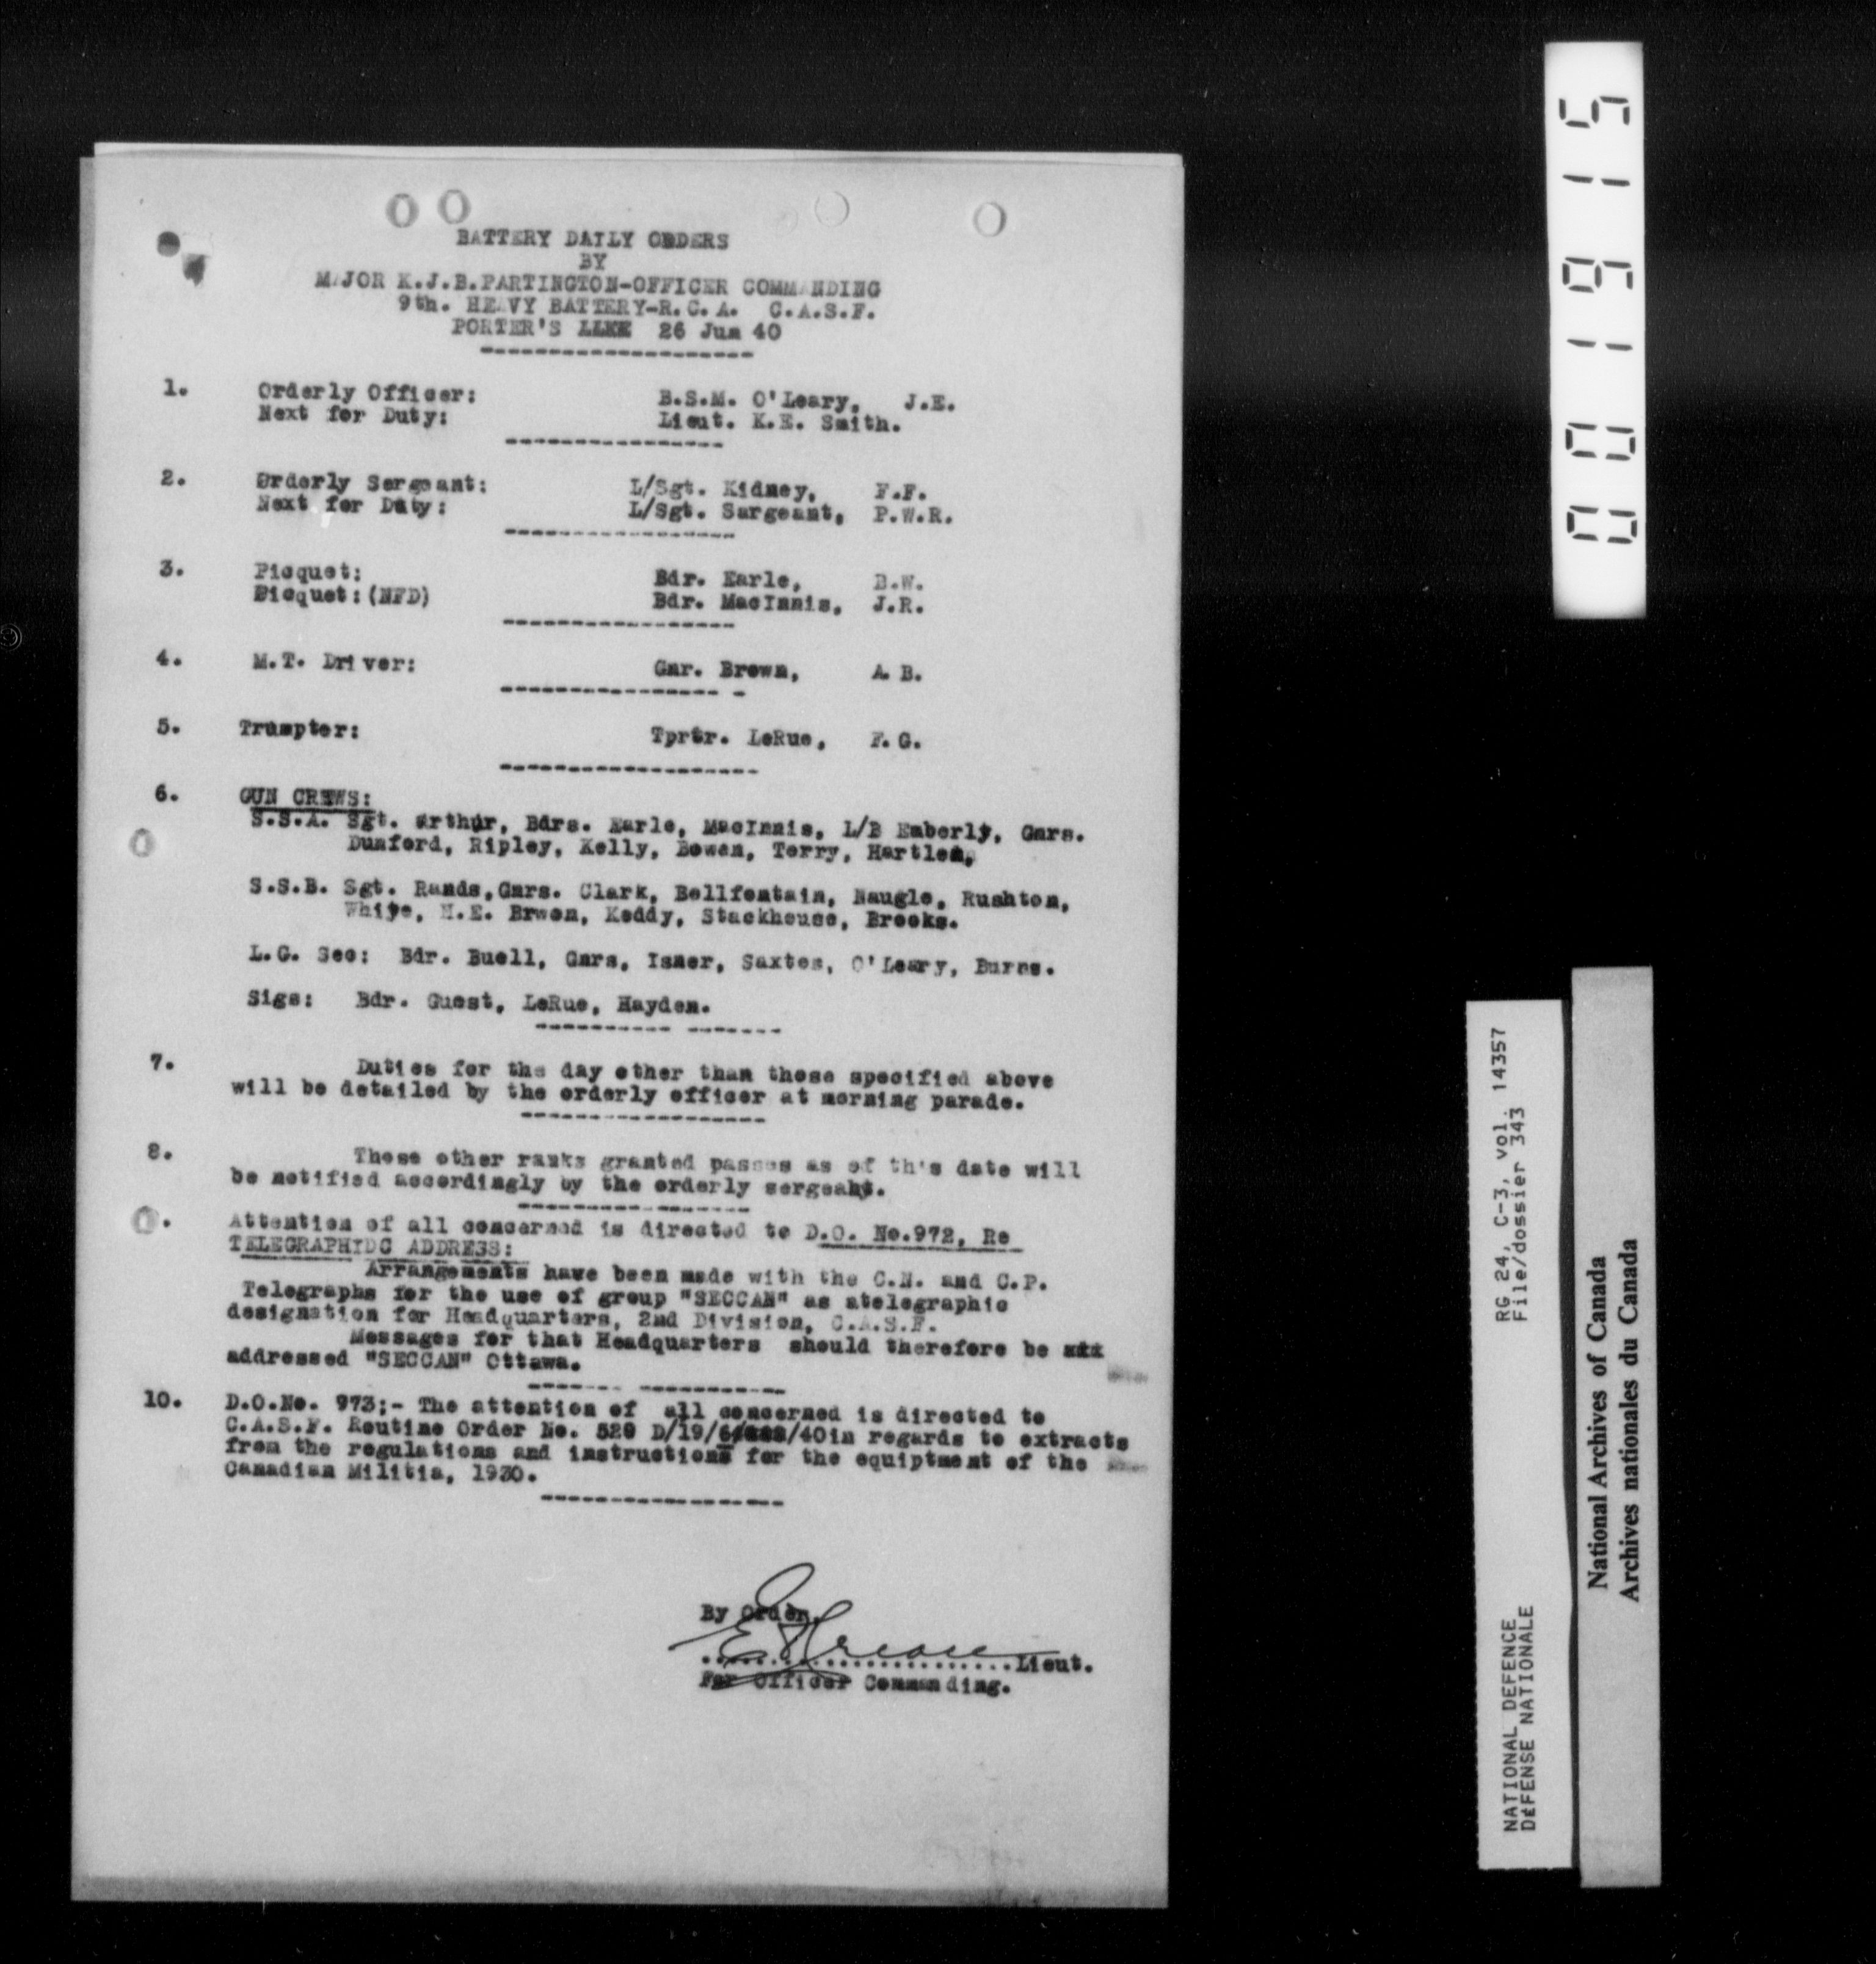 BATTERY DAILY ORDERS
BY
MAJOR K.J.B.PARTINGTON-OFFICER COMMANDING
9th. HEAVY BATTERY-R.C.A. C.A.S.F.
PORTER'S 26 Jun 40
1. Orderly Officer: B.S.M. O'Leary, J.E.
Next for Duty: Lieut. K.E. Smith.
2. Orderly Sergeant: L/Sgt. Kidney, F.F.
Next for Duty: L/Sgt. Sargeant, P.W.R.
3. Picquet: Bdr. Earle, B.W.
Picquet:(NFD) Bdr. MacInnis, J.R.
4. M.T. Driver: Gnr. Brown, A.B.
5. Trumpter: Tprtr. LeRue, F.G.
6. GUN CREWS:
S.S.A. Sgt. Arthur, Bdrs. Earle, MacInnis, L/B Emberly, Gnrs.
Dunford, Ripley, Kelly, Bowen, Terry, Hartlen,
S.S.B. Sgt. Rands,Gnrs. Clark, Bellfontain, Naugle, Rushton,
White, H.E. Brwon, Keddy, Stackhouse, Brooks.
L.G. Sec: Bdr. Buell, Gnrs, Isner, Saxton, O'Leary, Burns.
Sigs: Bdr. Guest, LeRue, Hayden.
7. Duties for the day other than those specified above
will be detailed by the orderly officer at morning parade.
8. Those other ranks granted passes as of this date will
be notified accordingly by the orderly sergeant.
Attention of all concerned is directed to D.O. No.972, Re
TELEGRAPHIDC ADDRESS:
Arrangements have been made with the C.N. and C.P.
Telegraphs for the use of group "SECCAN" as atelegraphic
designation for Headquarters, 2nd Division, C.A.S.F.
Messages for that Headquarters should therefore be
addressed "SECCAN" Ottawa.
10. D.O.No. 973:- The attention of all concerned is directed to
C.A.S.F. Routine Order No. 529 D/19/6/40in regards to extracts
from the regulations and instructions for the equiptment of the
Canadian Militia, 1930.
By Order,
Lieut.
For Officer Commanding.
001915
RG 24, C-3, vol. 14357
File/dossier 343
NATIONAL DEFENCE
DÉFENSE NATIONALE
National Archives of Canada
Archives nationales du Canada